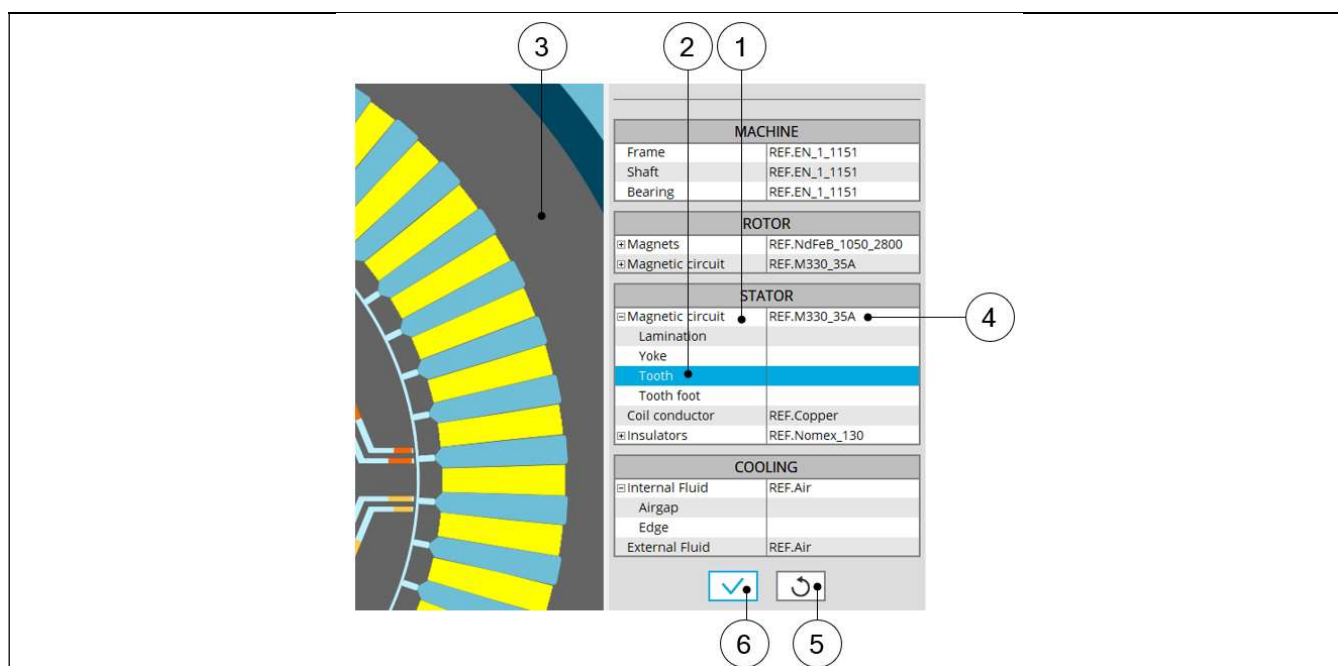 3 2 1
MACHINE
Frame REF.EN_1_1151
Shaft REF.EN_1_1151
Bearing REF.EN_1_1151
ROTOR
Magnets REF.NdFeB_1050_2800
Magnetic circuit REF.M330_35A
STATOR
Magnetic circuit REF.M330_35A
4
Lamination
Yoke
Tooth
Tooth foot
Coil conductor REF.Copper
Insulators REF.Nomex_130
COOLING
Internal Fluid REF.Air
Airgap
Edge
External Fluid REF.Air
6 5